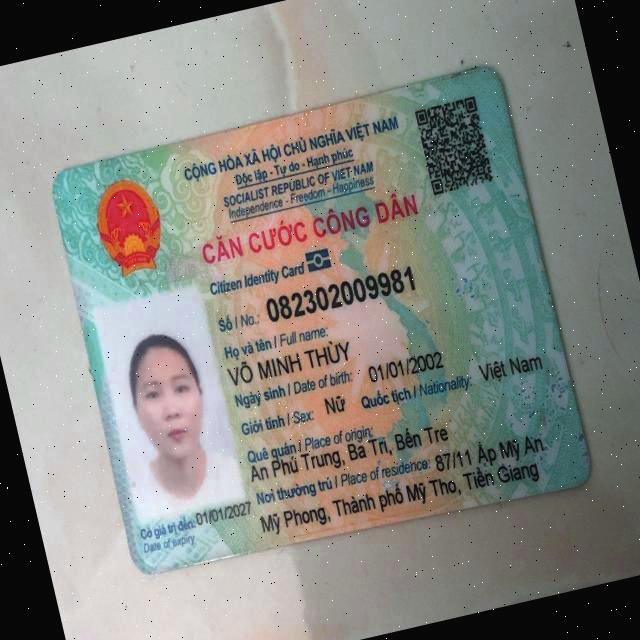 CỘNG HÒA XÃ HỘI CHỦ NGHĨA VIỆT NAM
Độc lập - Tự do - Hạnh phúc
SOCIALIST REPUBLIC OF VIET NAM
Independence - Freedom - Happiness
CĂN CƯỚC CÔNG DÂN
Citizen Identity Card
Số / No.: 082302009981
Họ và tên / Full name:
VÕ MINH THÙY
Ngày sinh / Date of birth: 01/01/2002
Giới tính / Sex: Nữ Quốc tịch / Nationality: Việt Nam
Quê quán / Place of origin:
An Phú Trung, Ba Tri, Bến Tre
Nơi thường trú / Place of residence: 87/11 Ấp Mỹ An
Mỹ Phong, Thành phố Mỹ Tho, Tiền Giang
Có giá trị đến: 01/01/2027
Date of expiry